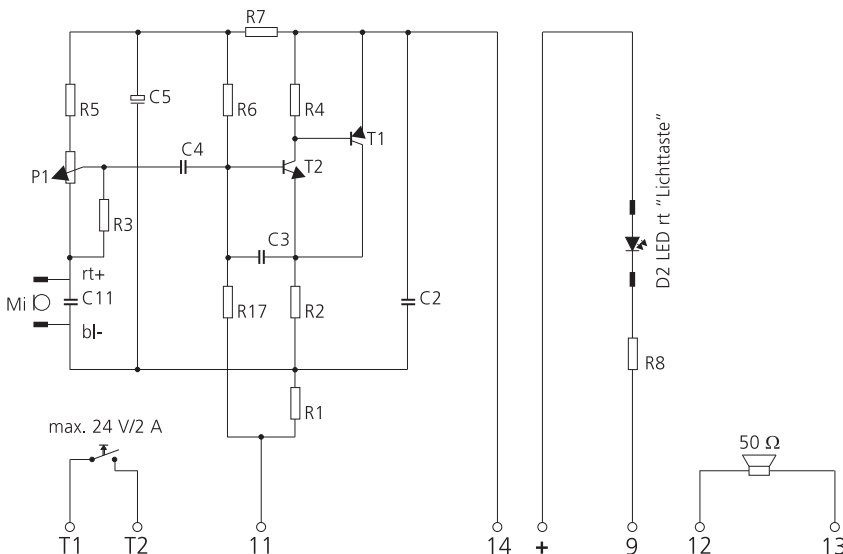 R7
R5
C5
R6
R4
T1
C4
P1
T2
R3
C3
rt+
Mi
C11
R17
R2
C2
bl-
R1
D2 LED rt “Lichttaste”
R8
max. 24 V/2 A
50 Ω
T1
T2
11
14
+
9
12
13